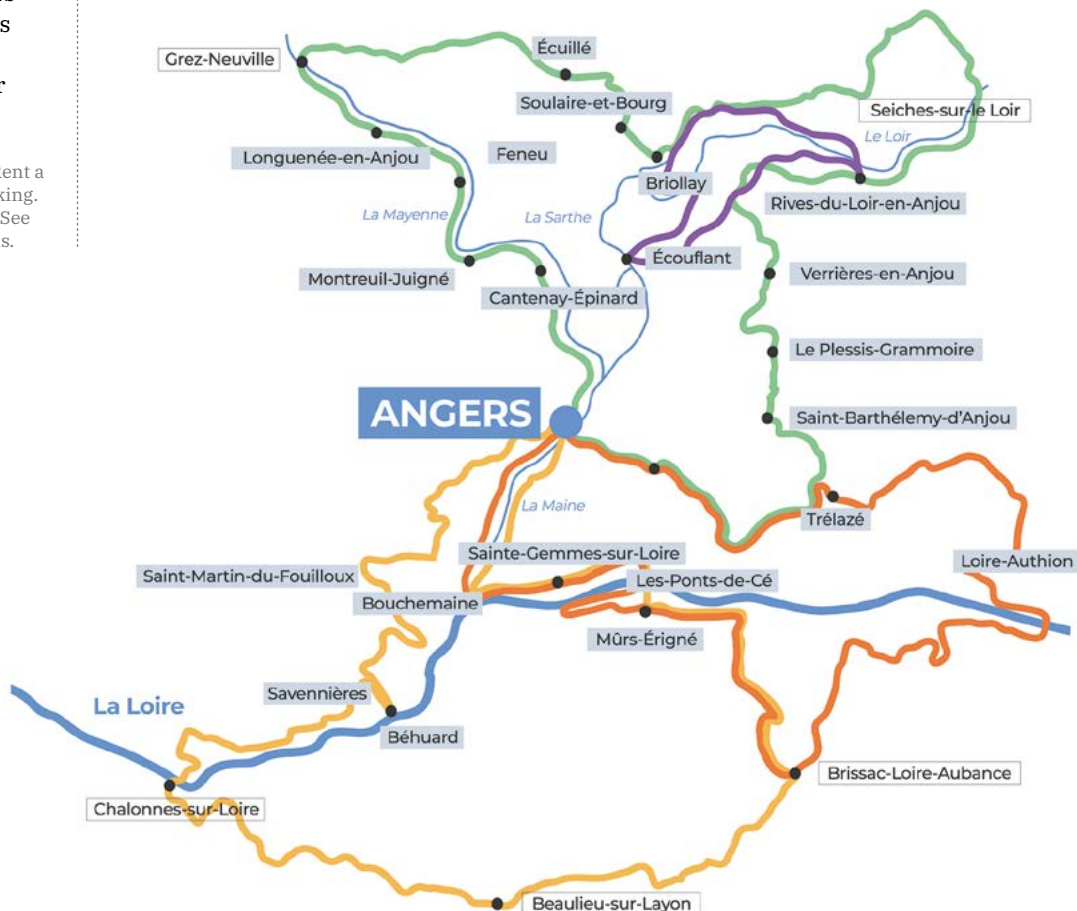 s
s
r
Rent a
king.
See
s.
Grez-Neuville
Écuillé
Soulaire-et-Bourg
Seiches-sur-le Loir
Le Loir
Longuenée-en-Anjou
Feneu
Briollay
Rives-du-Loir-en-Anjou
La Mayenne
La Sarthe
Écouflant
Montreuil-Juigné
Cantenay-Épinard
Verrières-en-Anjou
Le Plessis-Grammoire
ANGERS
Saint-Barthélemy-d'Anjou
La Maine
Trélazé
Sainte-Gemmes-sur-Loire
Loire-Authion
Saint-Martin-du-Fouilloux
Les-Ponts-de-Cé
Bouchemaine
Mûrs-Érigné
Savennières
La Loire
Béhuard
Brissac-Loire-Aubance
Chalonnes-sur-Loire
Beaulieu-sur-Layon